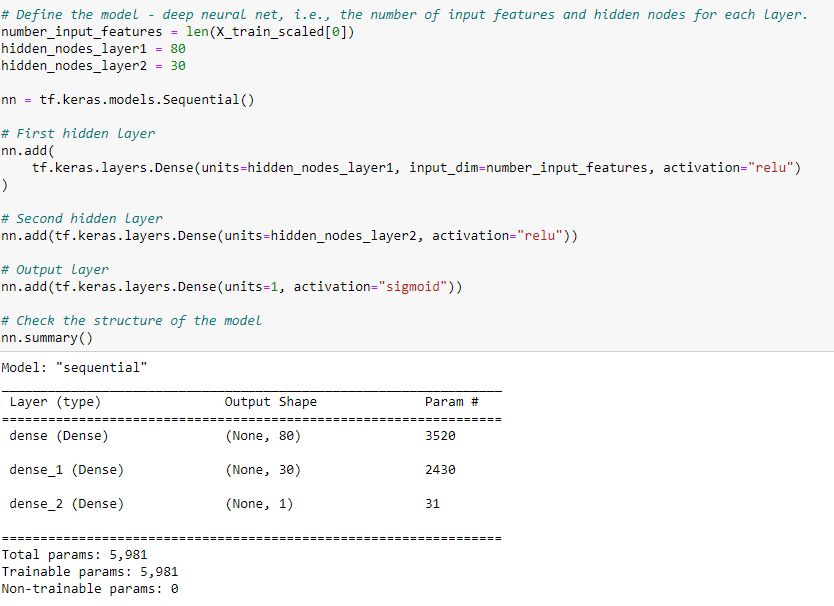 # Define the model - deep neural net, i.e., the number of input features and hidden nodes for each layer.
number_input_features = len(X_train_scaled[0])
hidden_nodes_layer1 = 80
hidden_nodes_layer2 = 30
nn = tf.keras.models.Sequential()
# First hidden layer
nn.add(
    tf.keras.layers.Dense(units=hidden_nodes_layer1, input_dim=number_input_features, activation="relu")
)
# Second hidden layer
nn.add(tf.keras.layers.Dense(units=hidden_nodes_layer2, activation="relu"))
# Output layer
nn.add(tf.keras.layers.Dense(units=1, activation="sigmoid"))
# Check the structure of the model
nn.summary()
Model: "sequential"
_________________________________________________________________
Layer (type) Output Shape Param #
=================================================================
dense (Dense) (None, 80) 3520
dense_1 (Dense) (None, 30) 2430
dense_2 (Dense) (None, 1) 31
=================================================================
Total params: 5,981
Trainable params: 5,981
Non-trainable params: 0